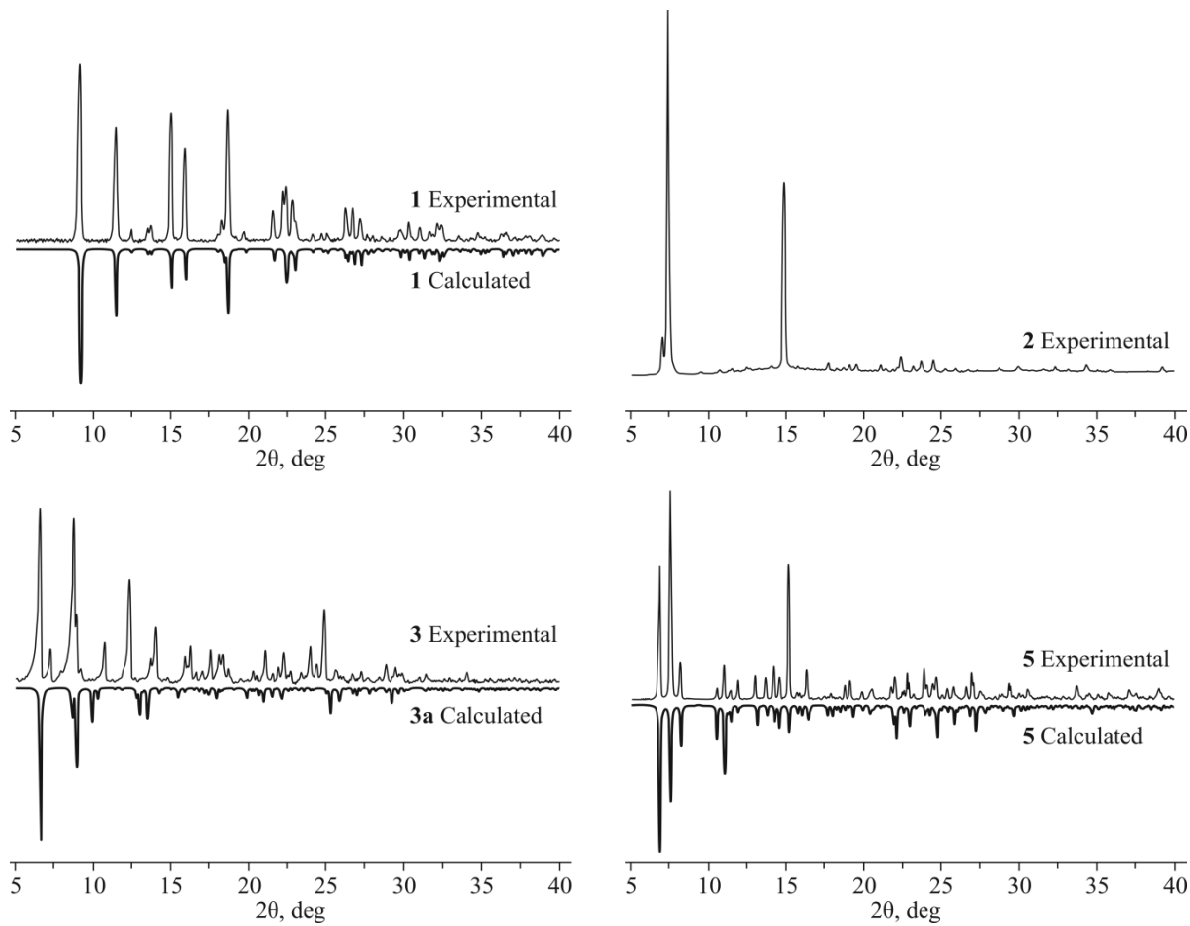 1 Experimental
1 Calculated
5 10 15 20 25 30 35 40
2θ, deg
2 Experimental
5 10 15 20 25 30 35 40
2θ, deg
3 Experimental
3a Calculated
5 10 15 20 25 30 35 40
2θ, deg
5 Experimental
5 Calculated
5 10 15 20 25 30 35 40
2θ, deg